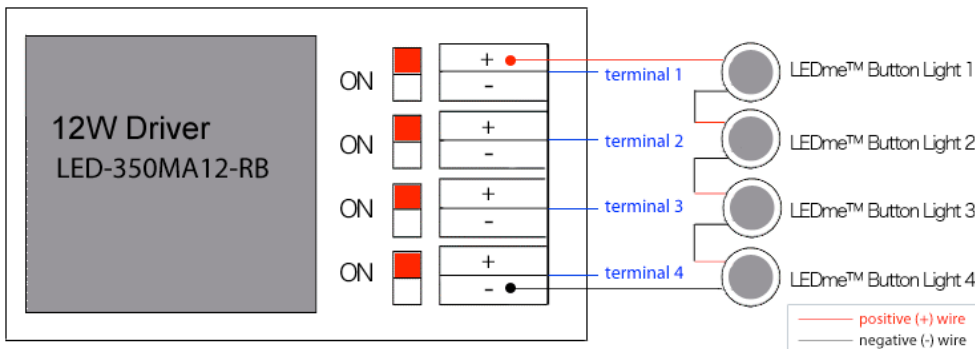 12W Driver
LED-350MA12-RB
ON
ON
ON
ON
+
-
+
-
+
-
+
-
terminal 1
terminal 2
terminal 3
terminal 4
LEDme™ Button Light 1
LEDme™ Button Light 2
LEDme™ Button Light 3
LEDme™ Button Light 4
positive (+) wire
negative (-) wire